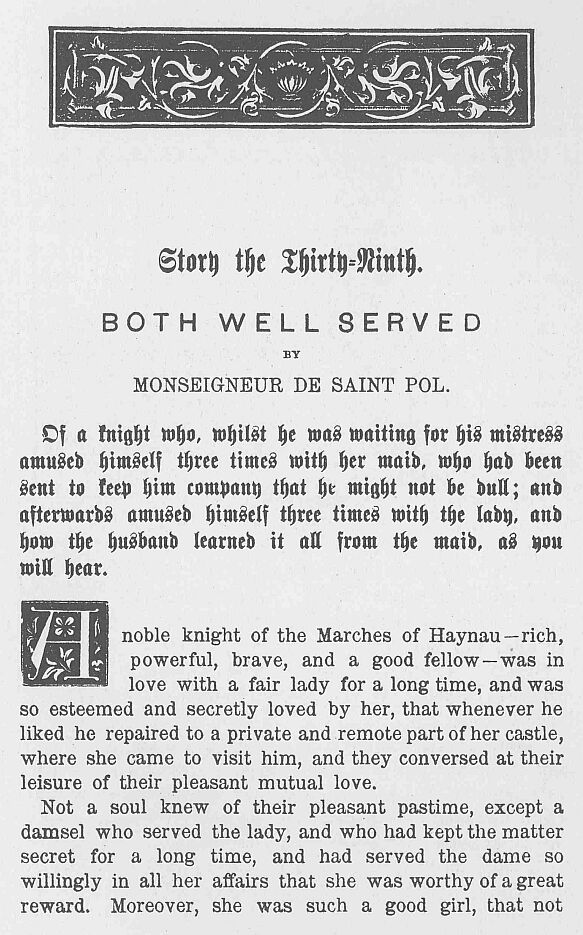 Story the Thirty-Ninth.
BOTH WELL SERVED
BY
MONSEIGNEUR DE SAINT POL.
Of a knight who, whilst he was waiting for his mistress
amused himself three times with her maid, who had been
sent to keep him company that he might not be dull; and
afterwards amused himself three times with the lady, and
how the husband learned it all from the maid, as you
will hear.
A noble knight of the Marches of Haynau—rich,
powerful, brave, and a good fellow—was in
love with a fair lady for a long time, and was
so esteemed and secretly loved by her, that whenever he
liked he repaired to a private and remote part of her castle,
where she came to visit him, and they conversed at their
leisure of their pleasant mutual love.
Not a soul knew of their pleasant pastime, except a
damsel who served the lady, and who had kept the matter
secret for a long time, and had served the dame so
willingly in all her affairs that she was worthy of a great
reward. Moreover, she was such a good girl, that not